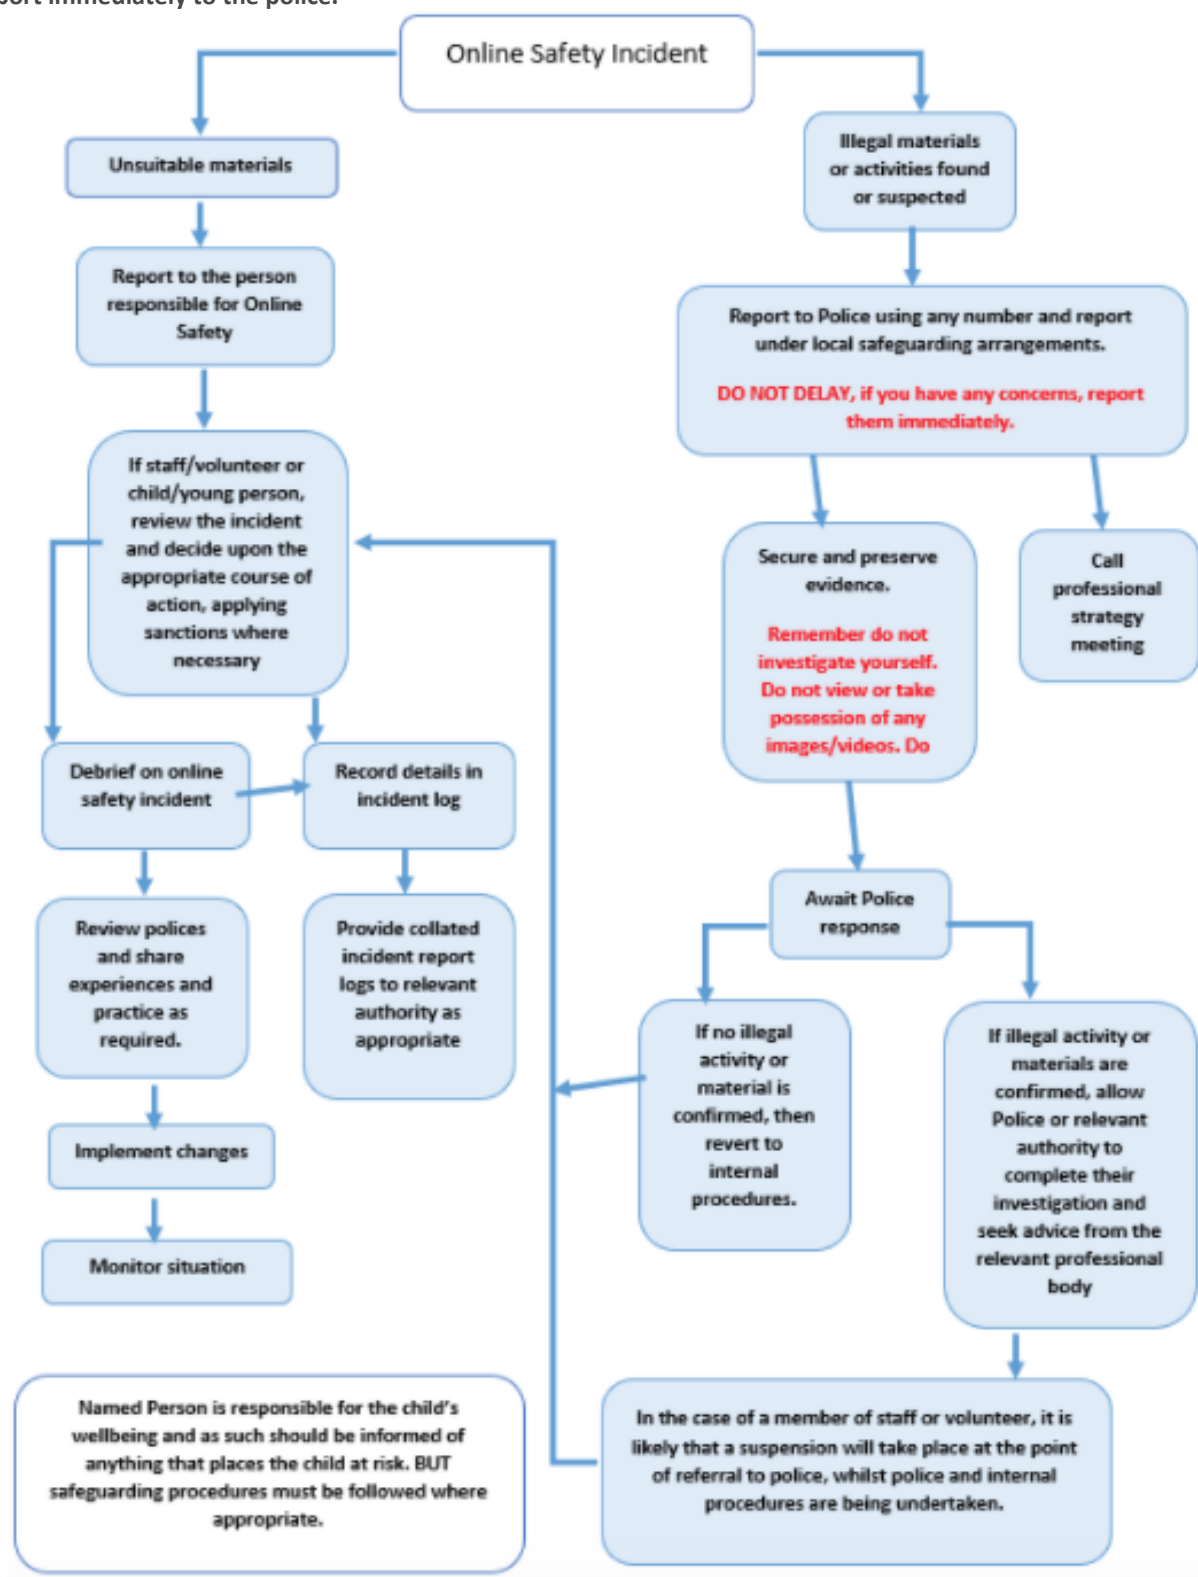 port immediately to the police.
Online Safety Incident
Unsuitable materials
Illegal materials
or activities found
or suspected
Report to the person
responsible for Online
Safety
Report to Police using any number and report
under local safeguarding arrangements.
DO NOT DELAY, if you have any concerns, report
them immediately.
If staff/volunteer or
child/young person,
review the incident
and decide upon the
appropriate course of
action, applying
sanctions where
necessary
Secure and preserve
evidence.
Remember do not
investigate yourself.
Do not view or take
possession of any
images/videos. Do
Call
professional
strategy
meeting
Debrief on online
safety incident
Record details in
incident log
Review polices
and share
experiences and
practice as
required.
Provide collated
incident report
logs to relevant
authority as
appropriate
Await Police
response
If no illegal
activity or
material is
confirmed, then
revert to
internal
procedures.
If illegal activity or
materials are
confirmed, allow
Police or relevant
authority to
complete their
investigation and
seek advice from the
relevant professional
body
Implement changes
Monitor situation
Named Person is responsible for the child's
wellbeing and as such should be informed of
anything that places the child at risk. BUT
safeguarding procedures must be followed where
appropriate.
In the case of a member of staff or volunteer, it is
likely that a suspension will take place at the point
of referral to police, whilst police and internal
procedures are being undertaken.